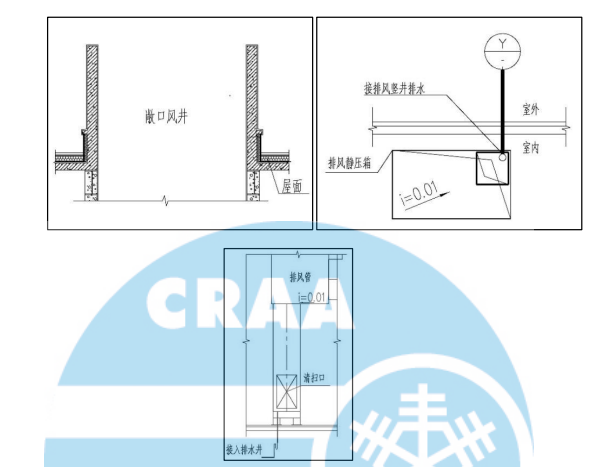 敞口风井
屋面
Y
接排风竖井排水
室外
室内
排风静压箱
i=0.01
排风管
i=0.01
清扫口
接入排水井
CRAA